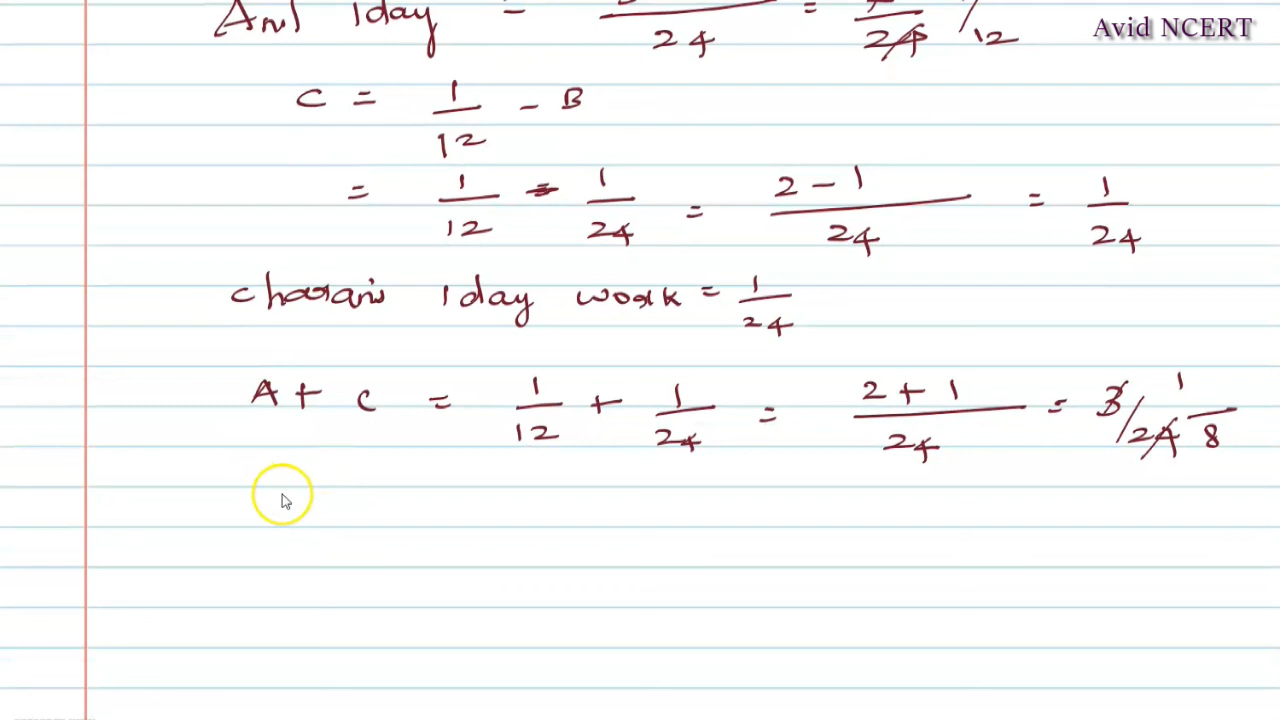 1day = 24 = 24 / 12
Avid NCERT
C = 1/12 - B
= 1/12 - 1/24 = 2 - 1/24 = 1/24
charan's 1day work = 1/24
A + C = 1/12 + 1/24 = 2 + 1/24 = 3/24 1/8